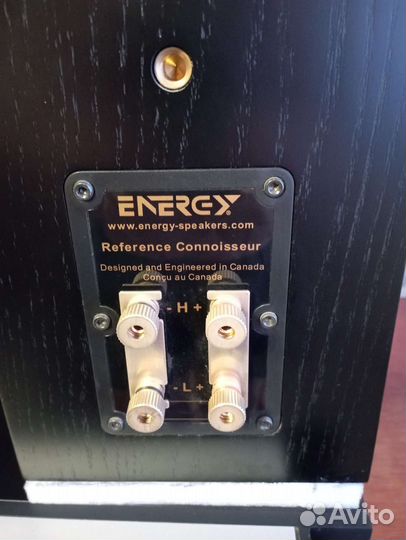 ENERGY
www.energy-speakers.com
Reference Connoisseur
Designed and Engineered in Canada
Conçu au Canada
- H +
- L +
Avito